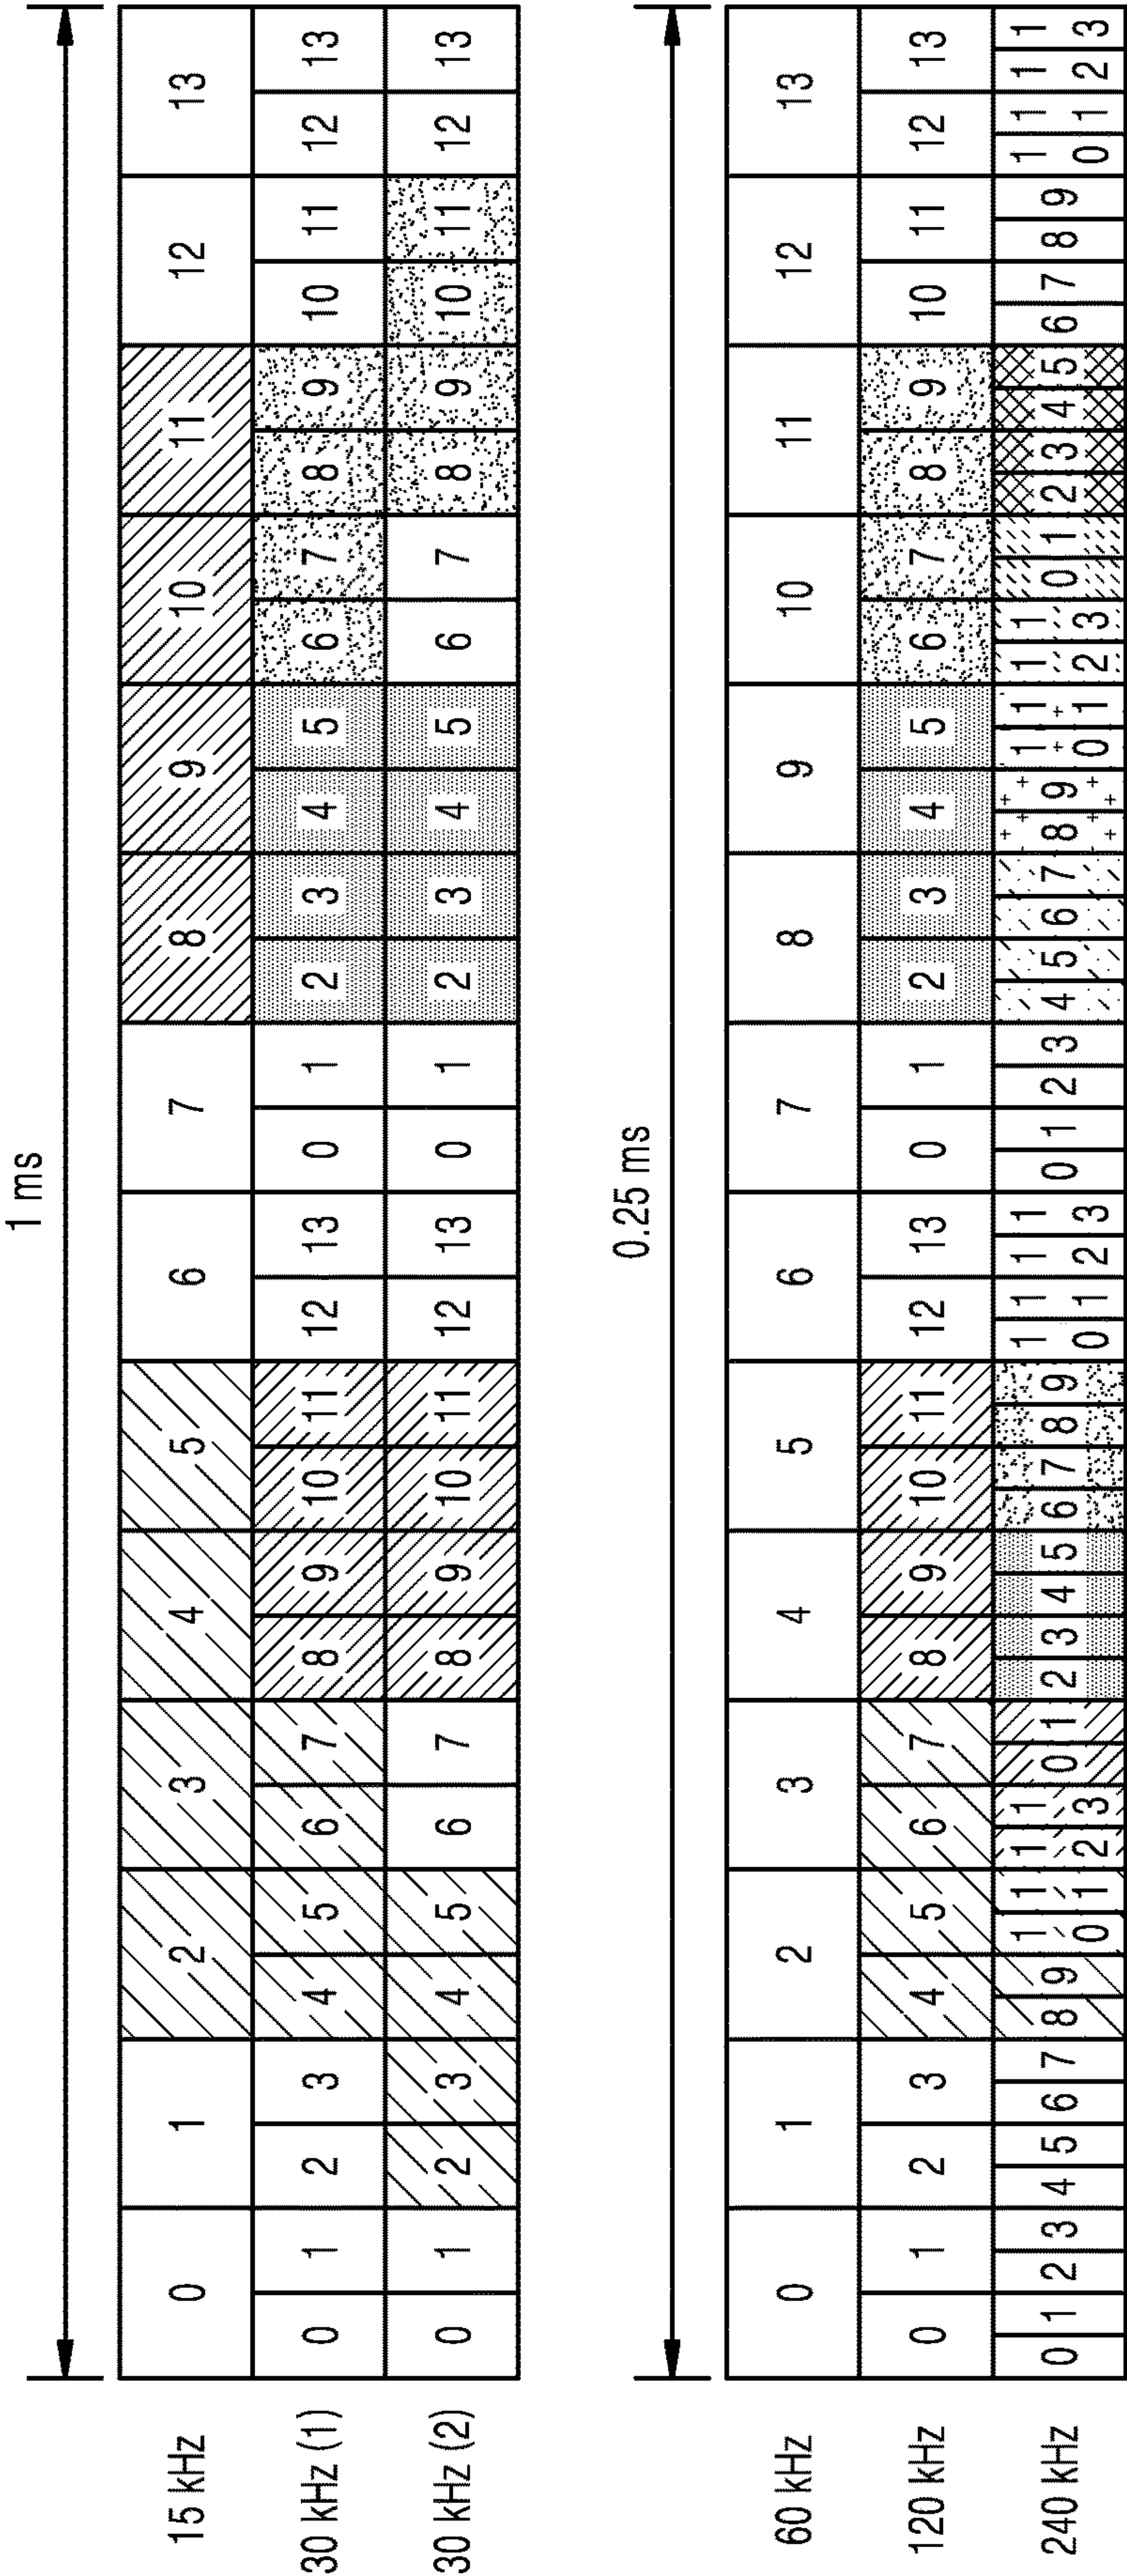 1 ms
15 kHz 0 1 2 3 4 5 6 7 8 9 10 11 12 13
30 kHz (1) 0 1 2 3 4 5 6 7 8 9 10 11 12 13 0 1 2 3 4 5 6 7 8 9 10 11 12 13
30 kHz (2) 0 1 2 3 4 5 6 7 8 9 10 11 12 13 0 1 2 3 4 5 6 7 8 9 10 11 12 13
0.25 ms
60 kHz 0 1 2 3 4 5 6 7 8 9 10 11 12 13
120 kHz 0 1 2 3 4 5 6 7 8 9 10 11 12 13 0 1 2 3 4 5 6 7 8 9 10 11 12 13
240 kHz 0 1 2 3 4 5 6 7 8 9 10 11 12 13 0 1 2 3 4 5 6 7 8 9 10 11 12 13 0 1 2 3 4 5 6 7 8 9 10 11 12 13 0 1 2 3 4 5 6 7 8 9 10 11 12 13